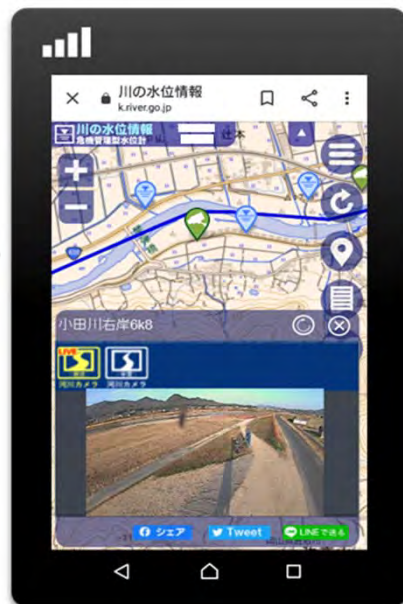 川の水位情報
k.river.go.jp
川の水位情報
危機管理型水位計
辻本
小田川右岸6k8
LIVE
河川カメラ
河川カメラ
シェア
Tweet
LINEで送る